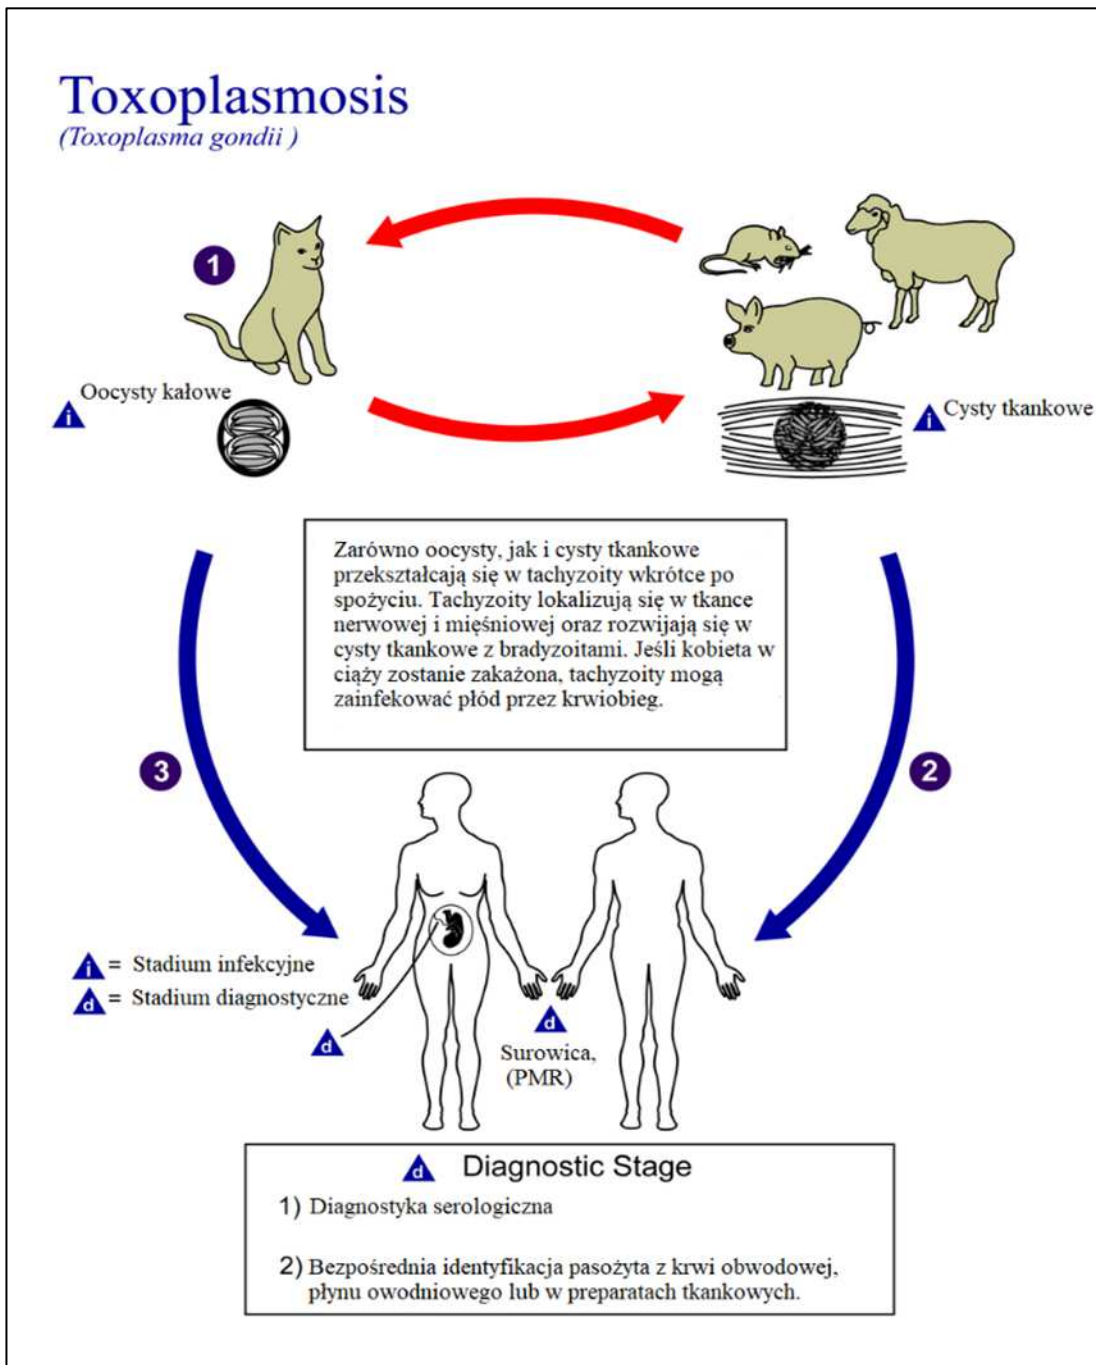 Toxoplasmosis
(Toxoplasma gondii )
1
i
Oocysty kałowe
i
Cysty tkankowe
Zarówno oocysty, jak i cysty tkankowe
przekształcają się w tachyzoity wkrótce po
spożyciu. Tachyzoity lokalizują się w tkance
nerwowej i mięśniowej oraz rozwijają się w
cysty tkankowe z bradyzoitami. Jeśli kobieta w
ciąży zostanie zakażona, tachyzoity mogą
zainfekować płód przez krwiobieg.
3
2
i = Stadium infekcyjne
d = Stadium diagnostyczne
d
d
Surowica,
(PMR)
d Diagnostic Stage
1) Diagnostyka serologiczna
2) Bezpośrednia identyfikacja pasożyta z krwi obwodowej,
płynu owodniowego lub w preparatach tkankowych.